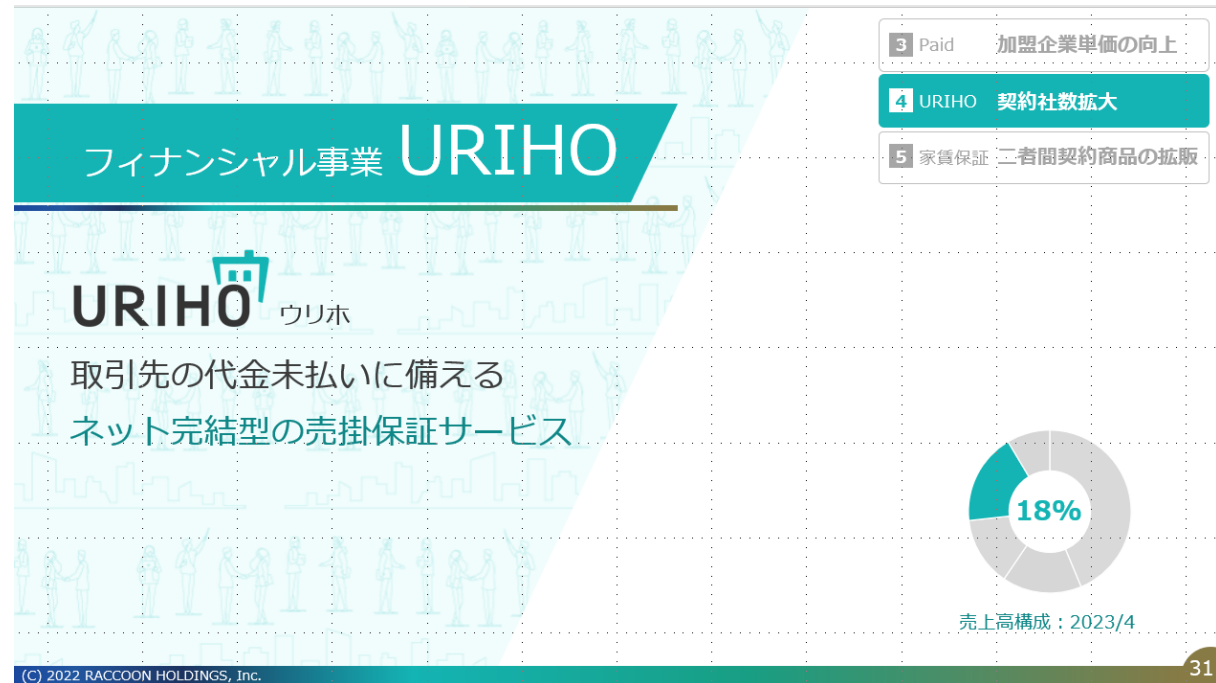 3 Paid 加盟企業単価の向上
4 URIHO 契約社数拡大
5 家賃保証 二者間契約商品の拡販
フィナンシャル事業 URIHO
URIHO ウリホ
取引先の代金未払いに備える
ネット完結型の売掛保証サービス
18%
売上高構成：2023/4
(C) 2022 RACCOON HOLDINGS, Inc.
31